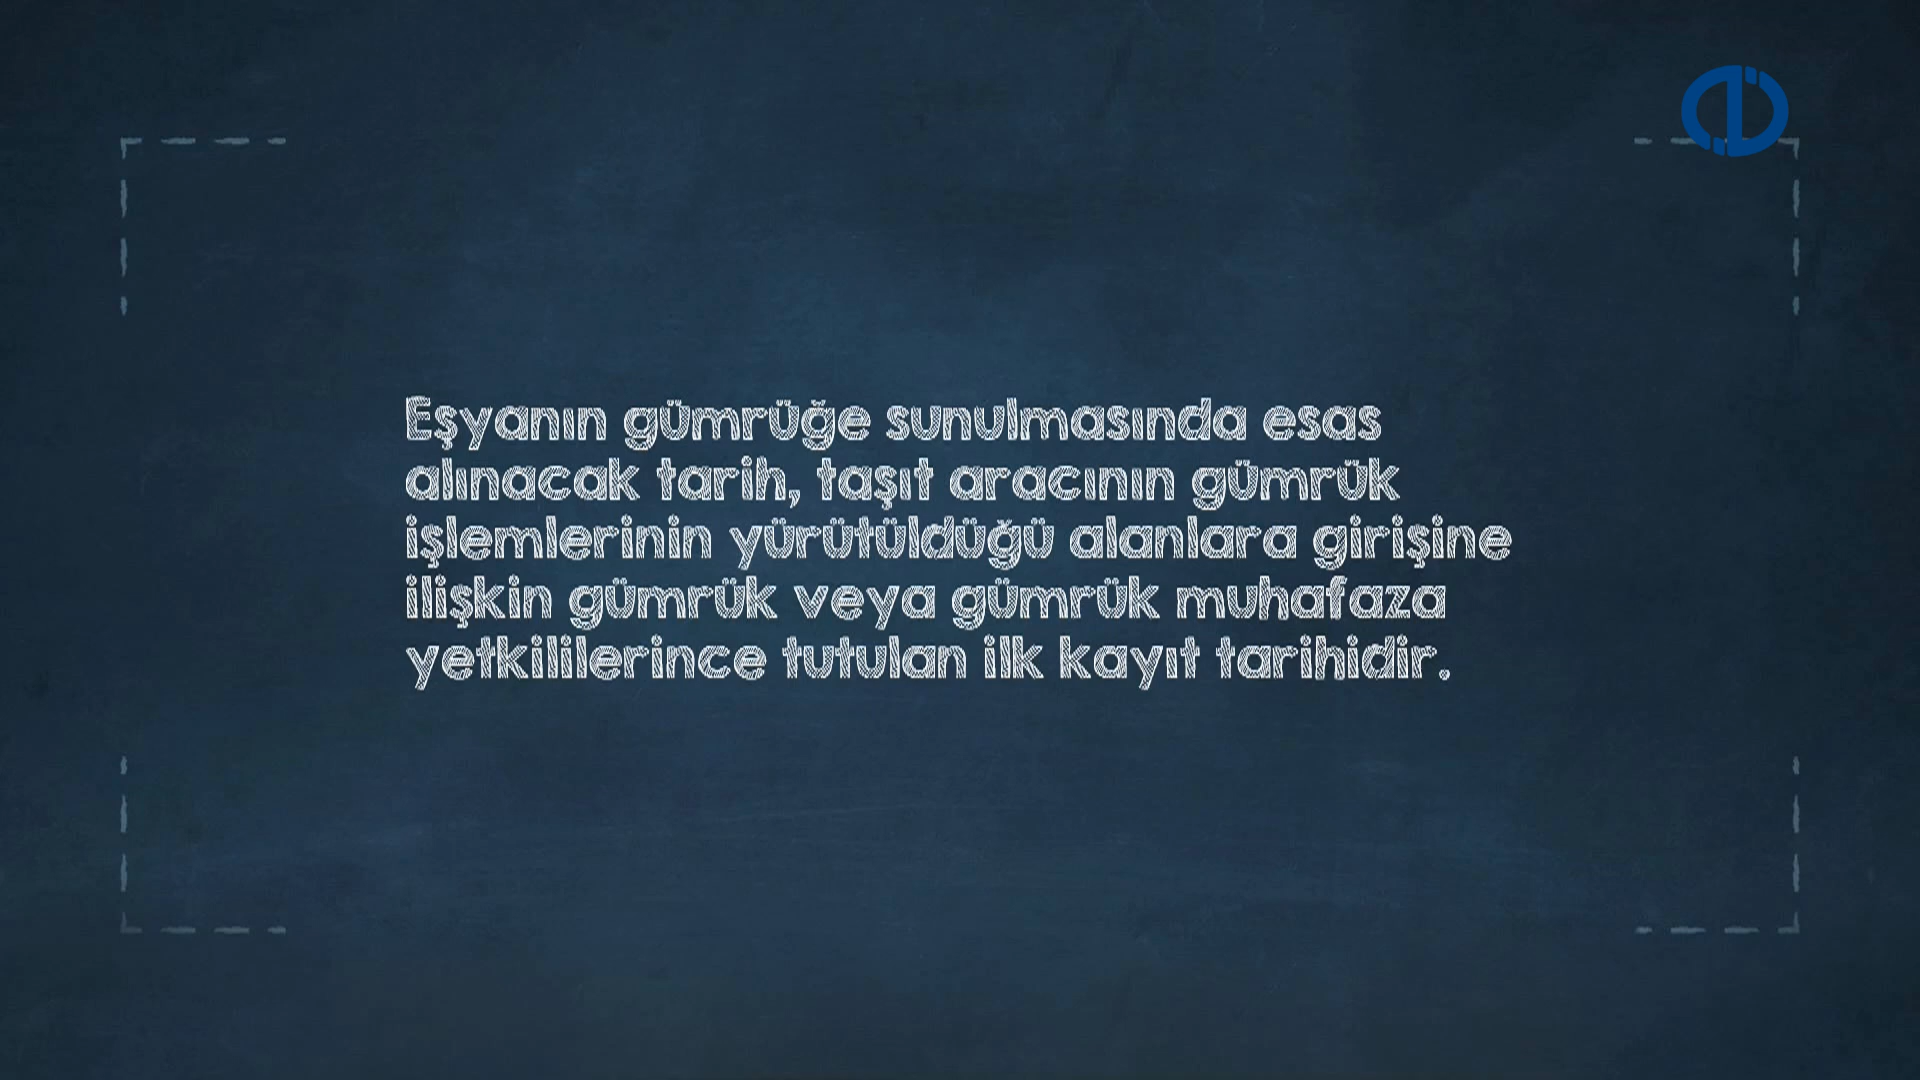 Eşyanın gümrüğe sunulmasında esas
alınacak tarih, taşıt aracının gümrük
işlemlerinin yürütüldüğü alanlara girişine
ilişkin gümrük veya gümrük muhafaza
yetkililerince tutulan ilk kayıt tarihidir.